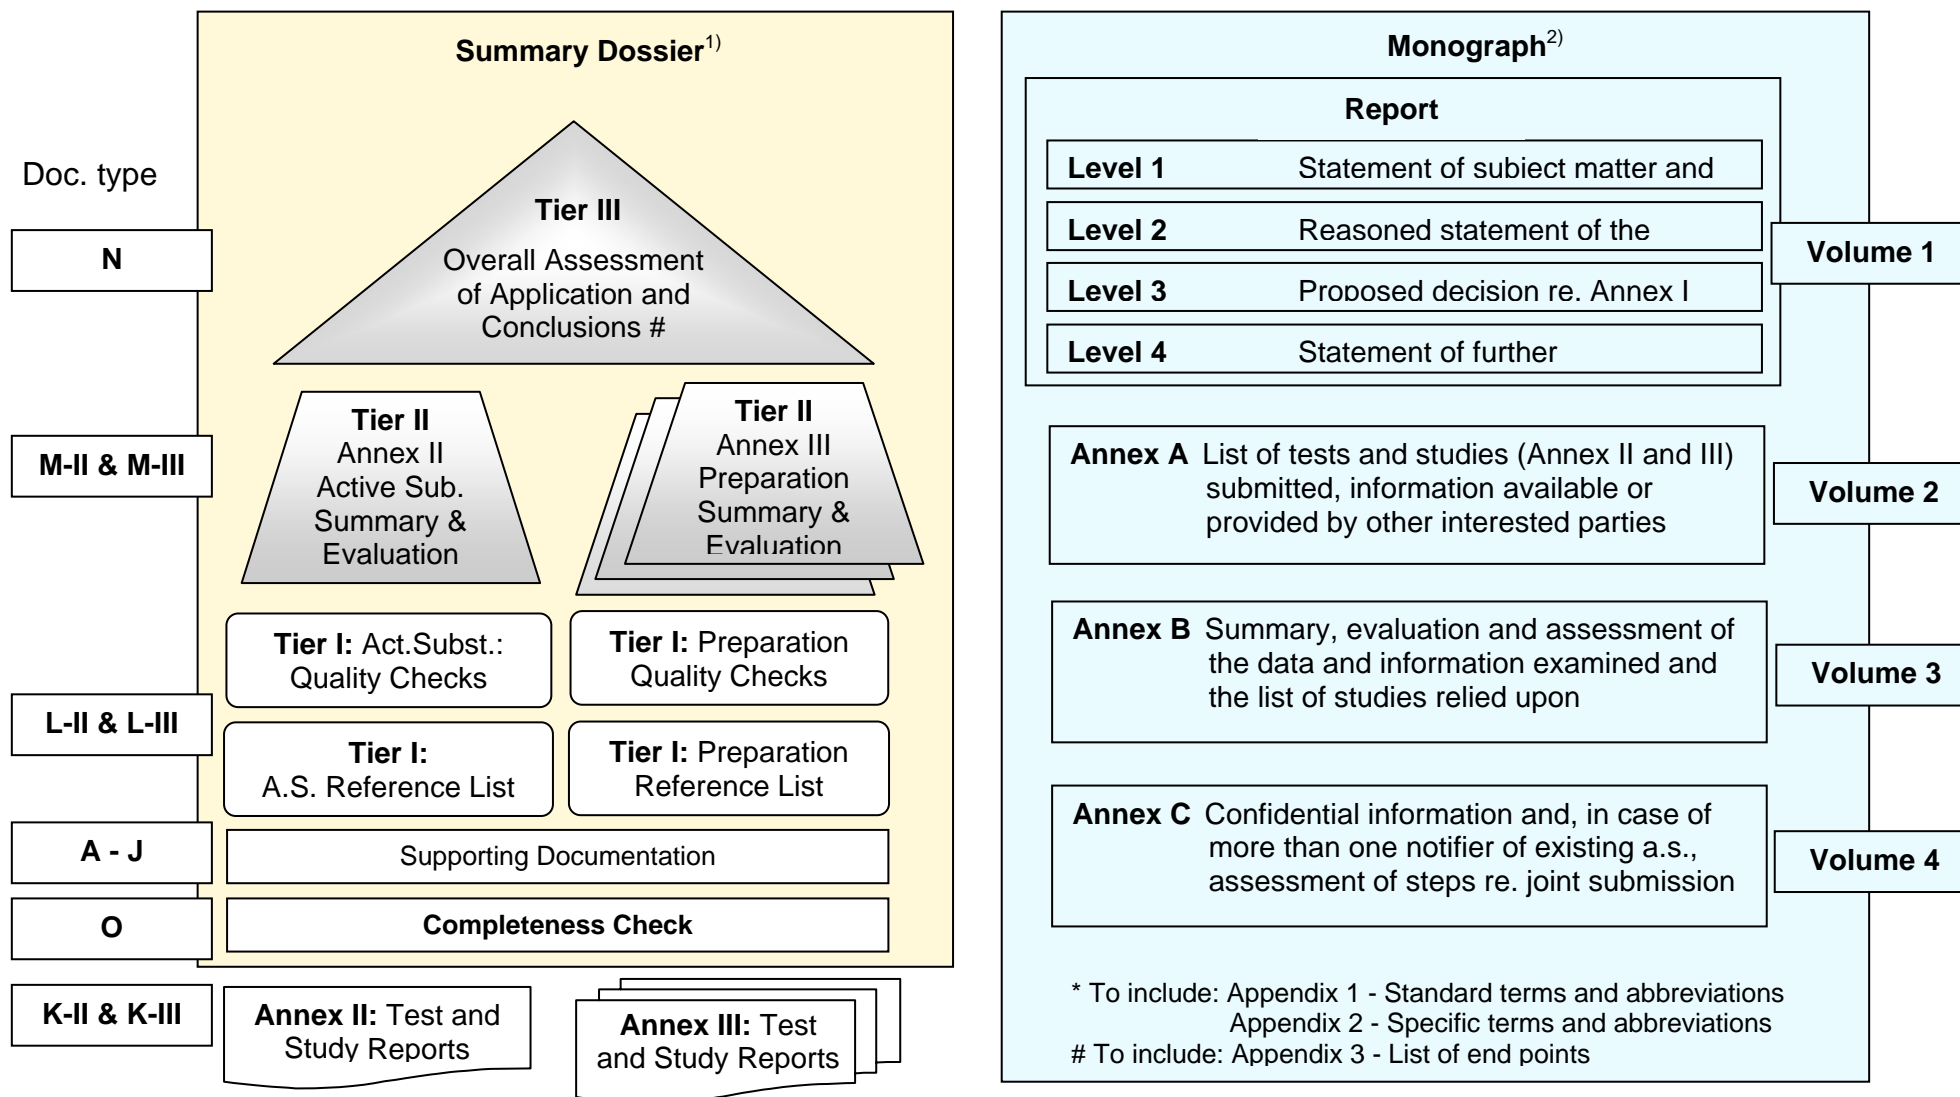 Summary Dossier1)
Doc. type
N
Tier III
Overall Assessment
of Application and
Conclusions #
M-II & M-III
Tier II
Annex II
Active Sub.
Summary &
Evaluation
Tier II
Annex III
Preparation
Summary &
Evaluation
L-II & L-III
Tier I: Act.Subst.:
Quality Checks
Tier I: Preparation
Quality Checks
Tier I:
A.S. Reference List
Tier I: Preparation
Reference List
A - J
Supporting Documentation
O
Completeness Check
K-II & K-III
Annex II: Test and
Study Reports
Annex III: Test
and Study Reports
Monograph2)
Report
Level 1 Statement of subject matter and
Level 2 Reasoned statement of the
Level 3 Proposed decision re. Annex I
Level 4 Statement of further
Volume 1
Annex A List of tests and studies (Annex II and III)
submitted, information available or
provided by other interested parties
Volume 2
Annex B Summary, evaluation and assessment of
the data and information examined and
the list of studies relied upon
Volume 3
Annex C Confidential information and, in case of
more than one notifier of existing a.s.,
assessment of steps re. joint submission
Volume 4
* To include: Appendix 1 - Standard terms and abbreviations
Appendix 2 - Specific terms and abbreviations
# To include: Appendix 3 - List of end points